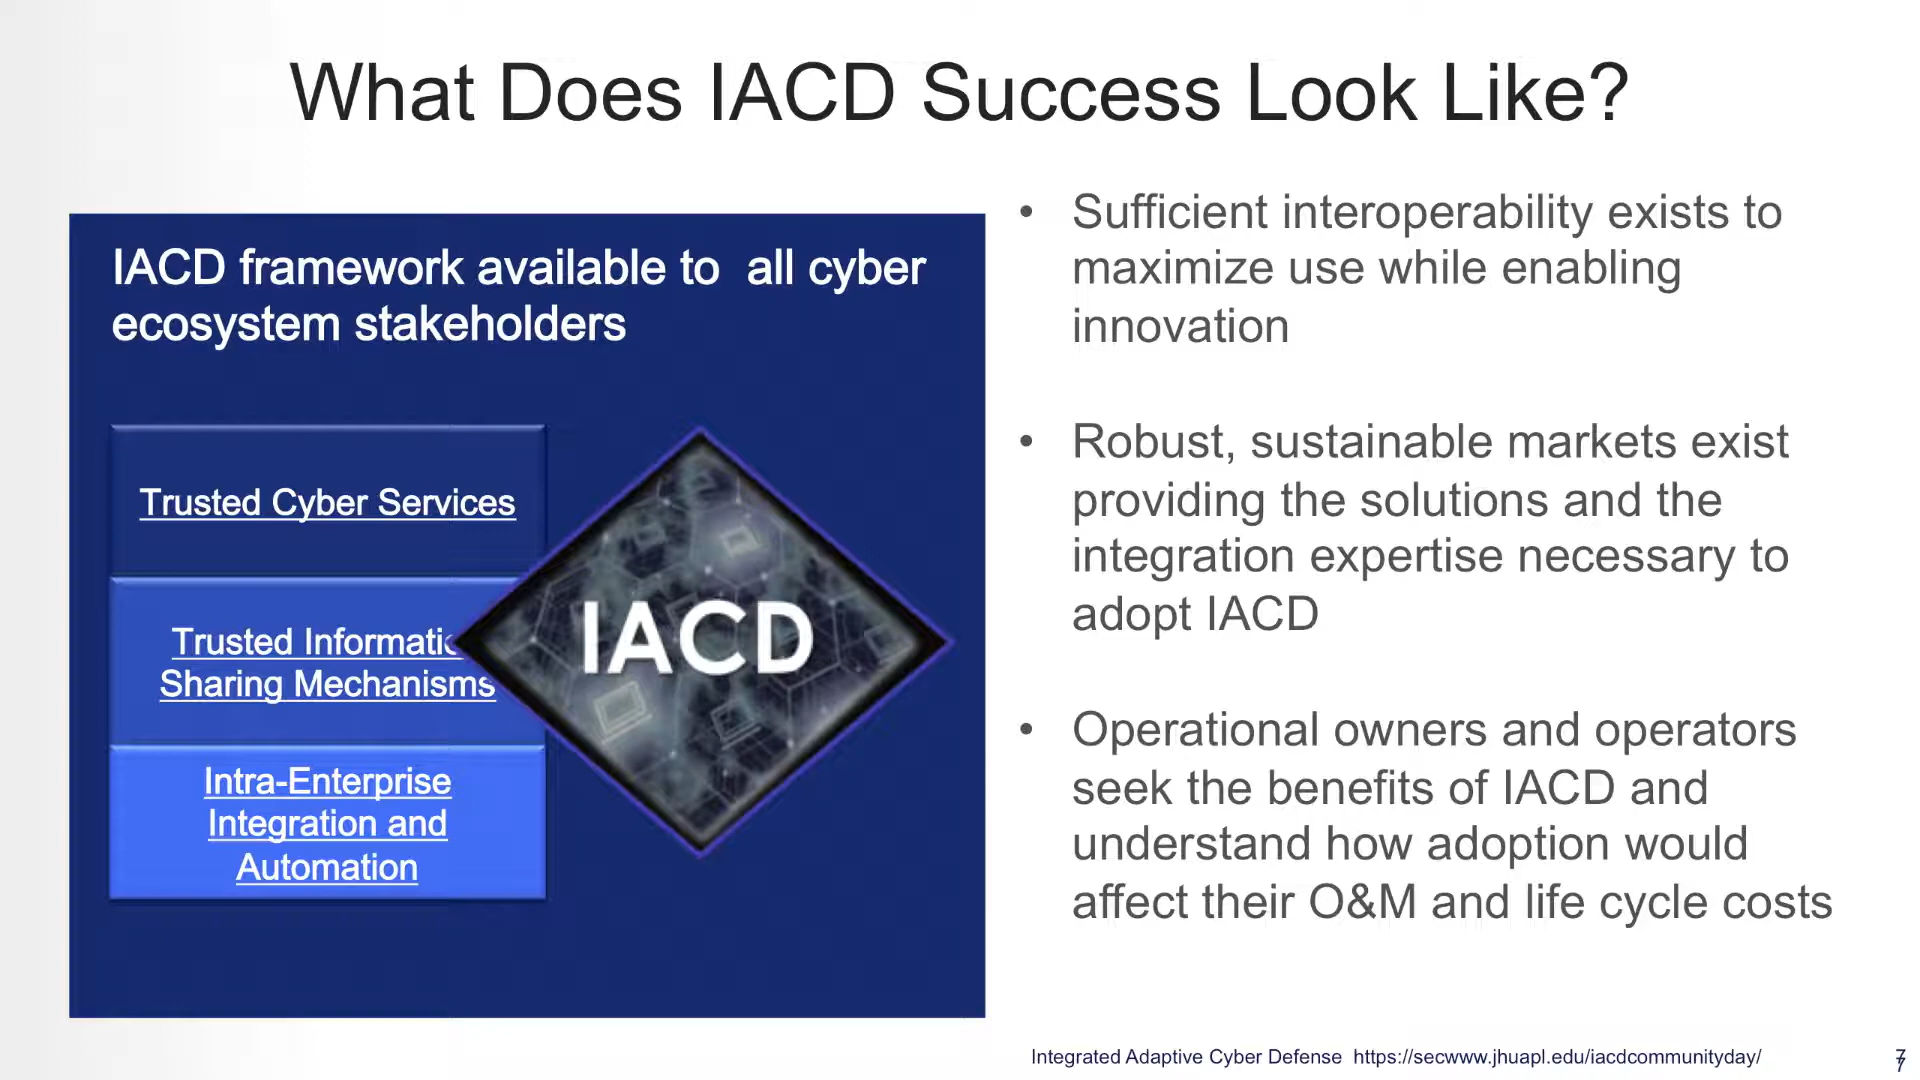 What Does IACD Success Look Like?
IACD framework available to  all cyber
ecosystem stakeholders
Trusted Cyber Services
Trusted Informatio
Sharing Mechanisms
Intra-Enterprise
Integration and
Automation
IACD
• Sufficient interoperability exists to
maximize use while enabling
innovation
• Robust, sustainable markets exist
providing the solutions and the
integration expertise necessary to
adopt IACD
• Operational owners and operators
seek the benefits of IACD and
understand how adoption would
affect their O&M and life cycle costs
Integrated Adaptive Cyber Defense  https://secwww.jhuapl.edu/iacdcommunityday/
7